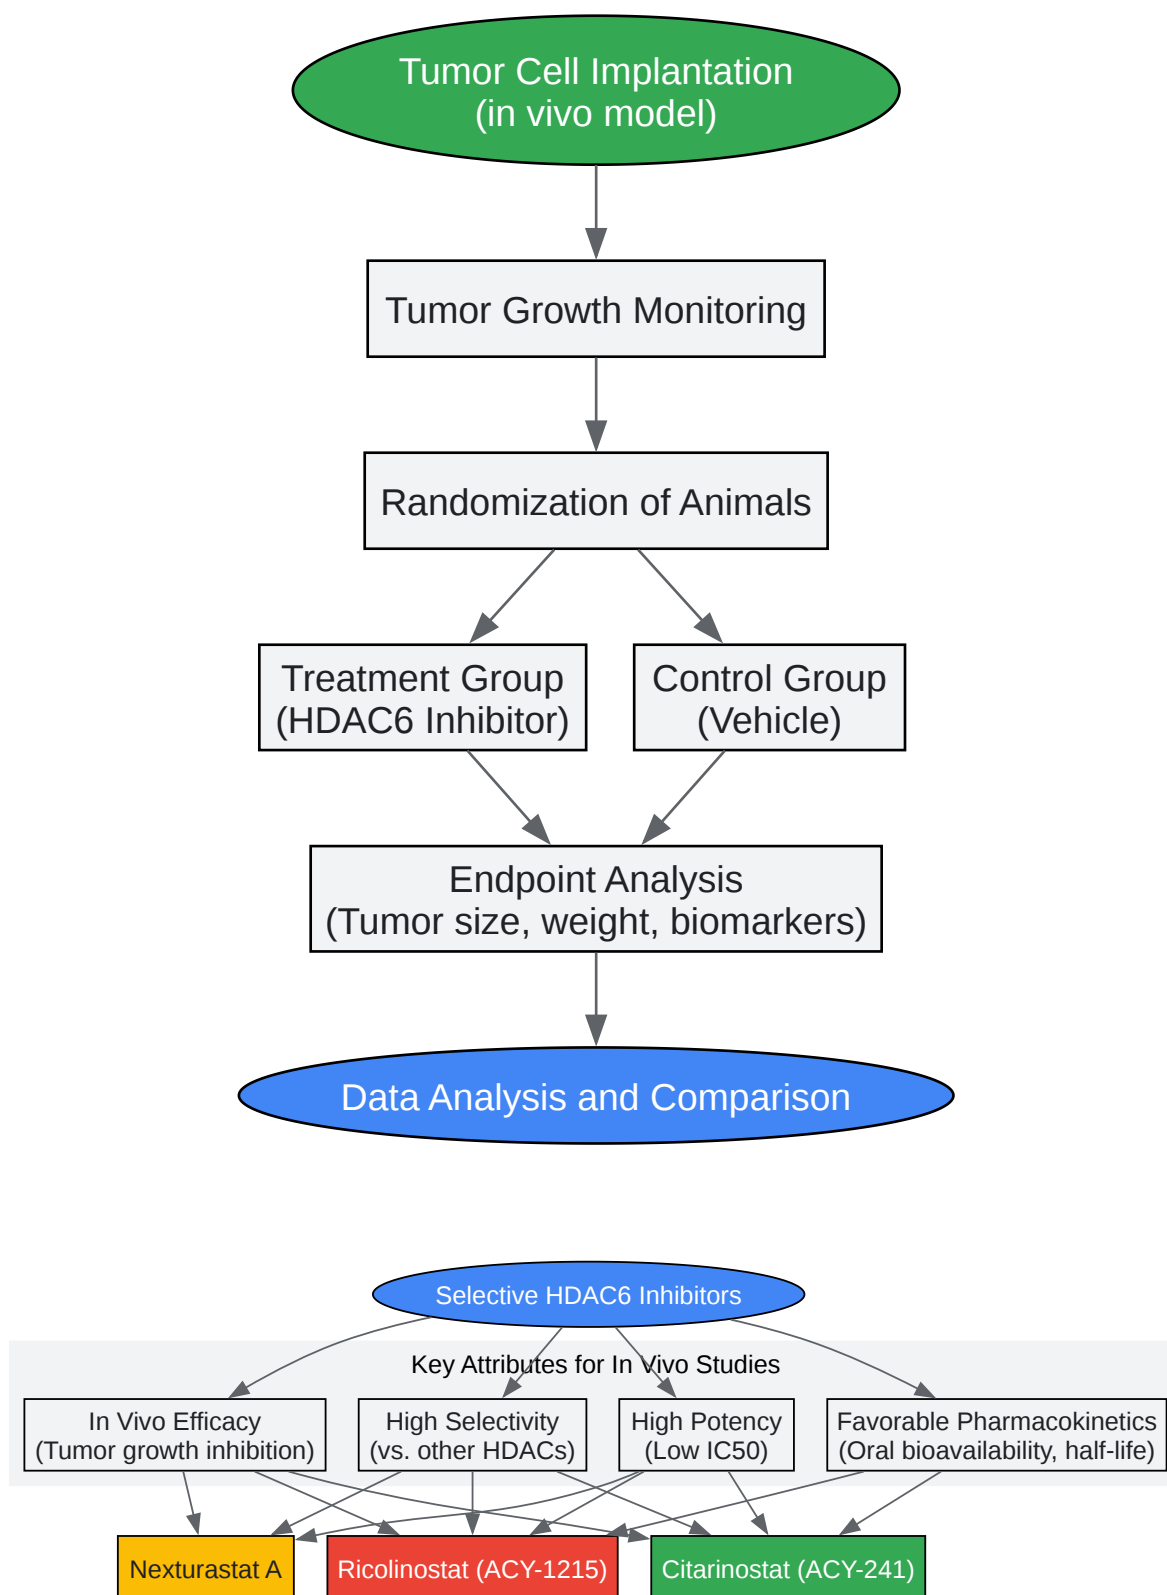 Tumor Cell Implantation
(in vivo model)
Tumor Growth Monitoring
Randomization of Animals
Treatment Group
(HDAC6 Inhibitor)
Control Group
(Vehicle)
Endpoint Analysis
(Tumor size, weight, biomarkers)
Data Analysis and Comparison
Selective HDAC6 Inhibitors
Key Attributes for In Vivo Studies
In Vivo Efficacy
(Tumor growth inhibition)
High Selectivity
(vs. other HDACs)
High Potency
(Low IC50)
Favorable Pharmacokinetics
(Oral bioavailability, half-life)
Nexturastat A
Ricolinostat (ACY-1215)
Citarinostat (ACY-241)